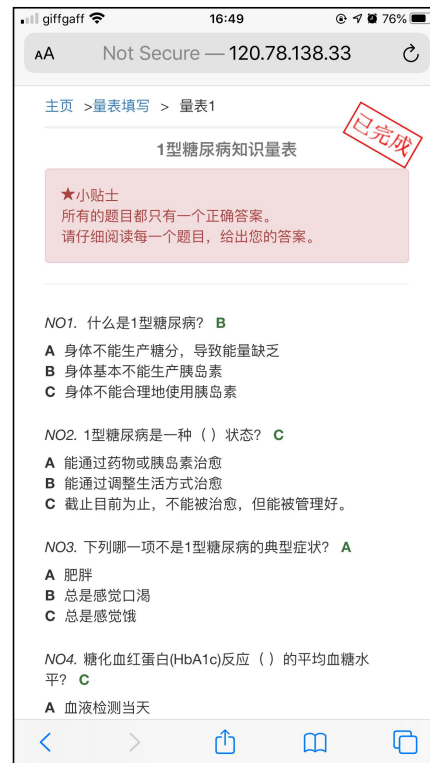 giffgaff 16:49 76%
AA Not Secure — 120.78.138.33
主页 >量表填写 > 量表1
已完成
1型糖尿病知识量表
★小贴士
所有的题目都只有一个正确答案。
请仔细阅读每一个题目，给出您的答案。
NO1. 什么是1型糖尿病？ B
A 身体不能生产糖分，导致能量缺乏
B 身体基本不能生产胰岛素
C 身体不能合理地使用胰岛素
NO2. 1型糖尿病是一种（ ）状态？ C
A 能通过药物或胰岛素治愈
B 能通过调整生活方式治愈
C 截止目前为止，不能被治愈，但能被管理好。
NO3. 下列哪一项不是1型糖尿病的典型症状？ A
A 肥胖
B 总是感觉口渴
C 总是感觉饿
NO4. 糖化血红蛋白(HbA1c)反应（ ）的平均血糖水
平？ C
A 血液检测当天